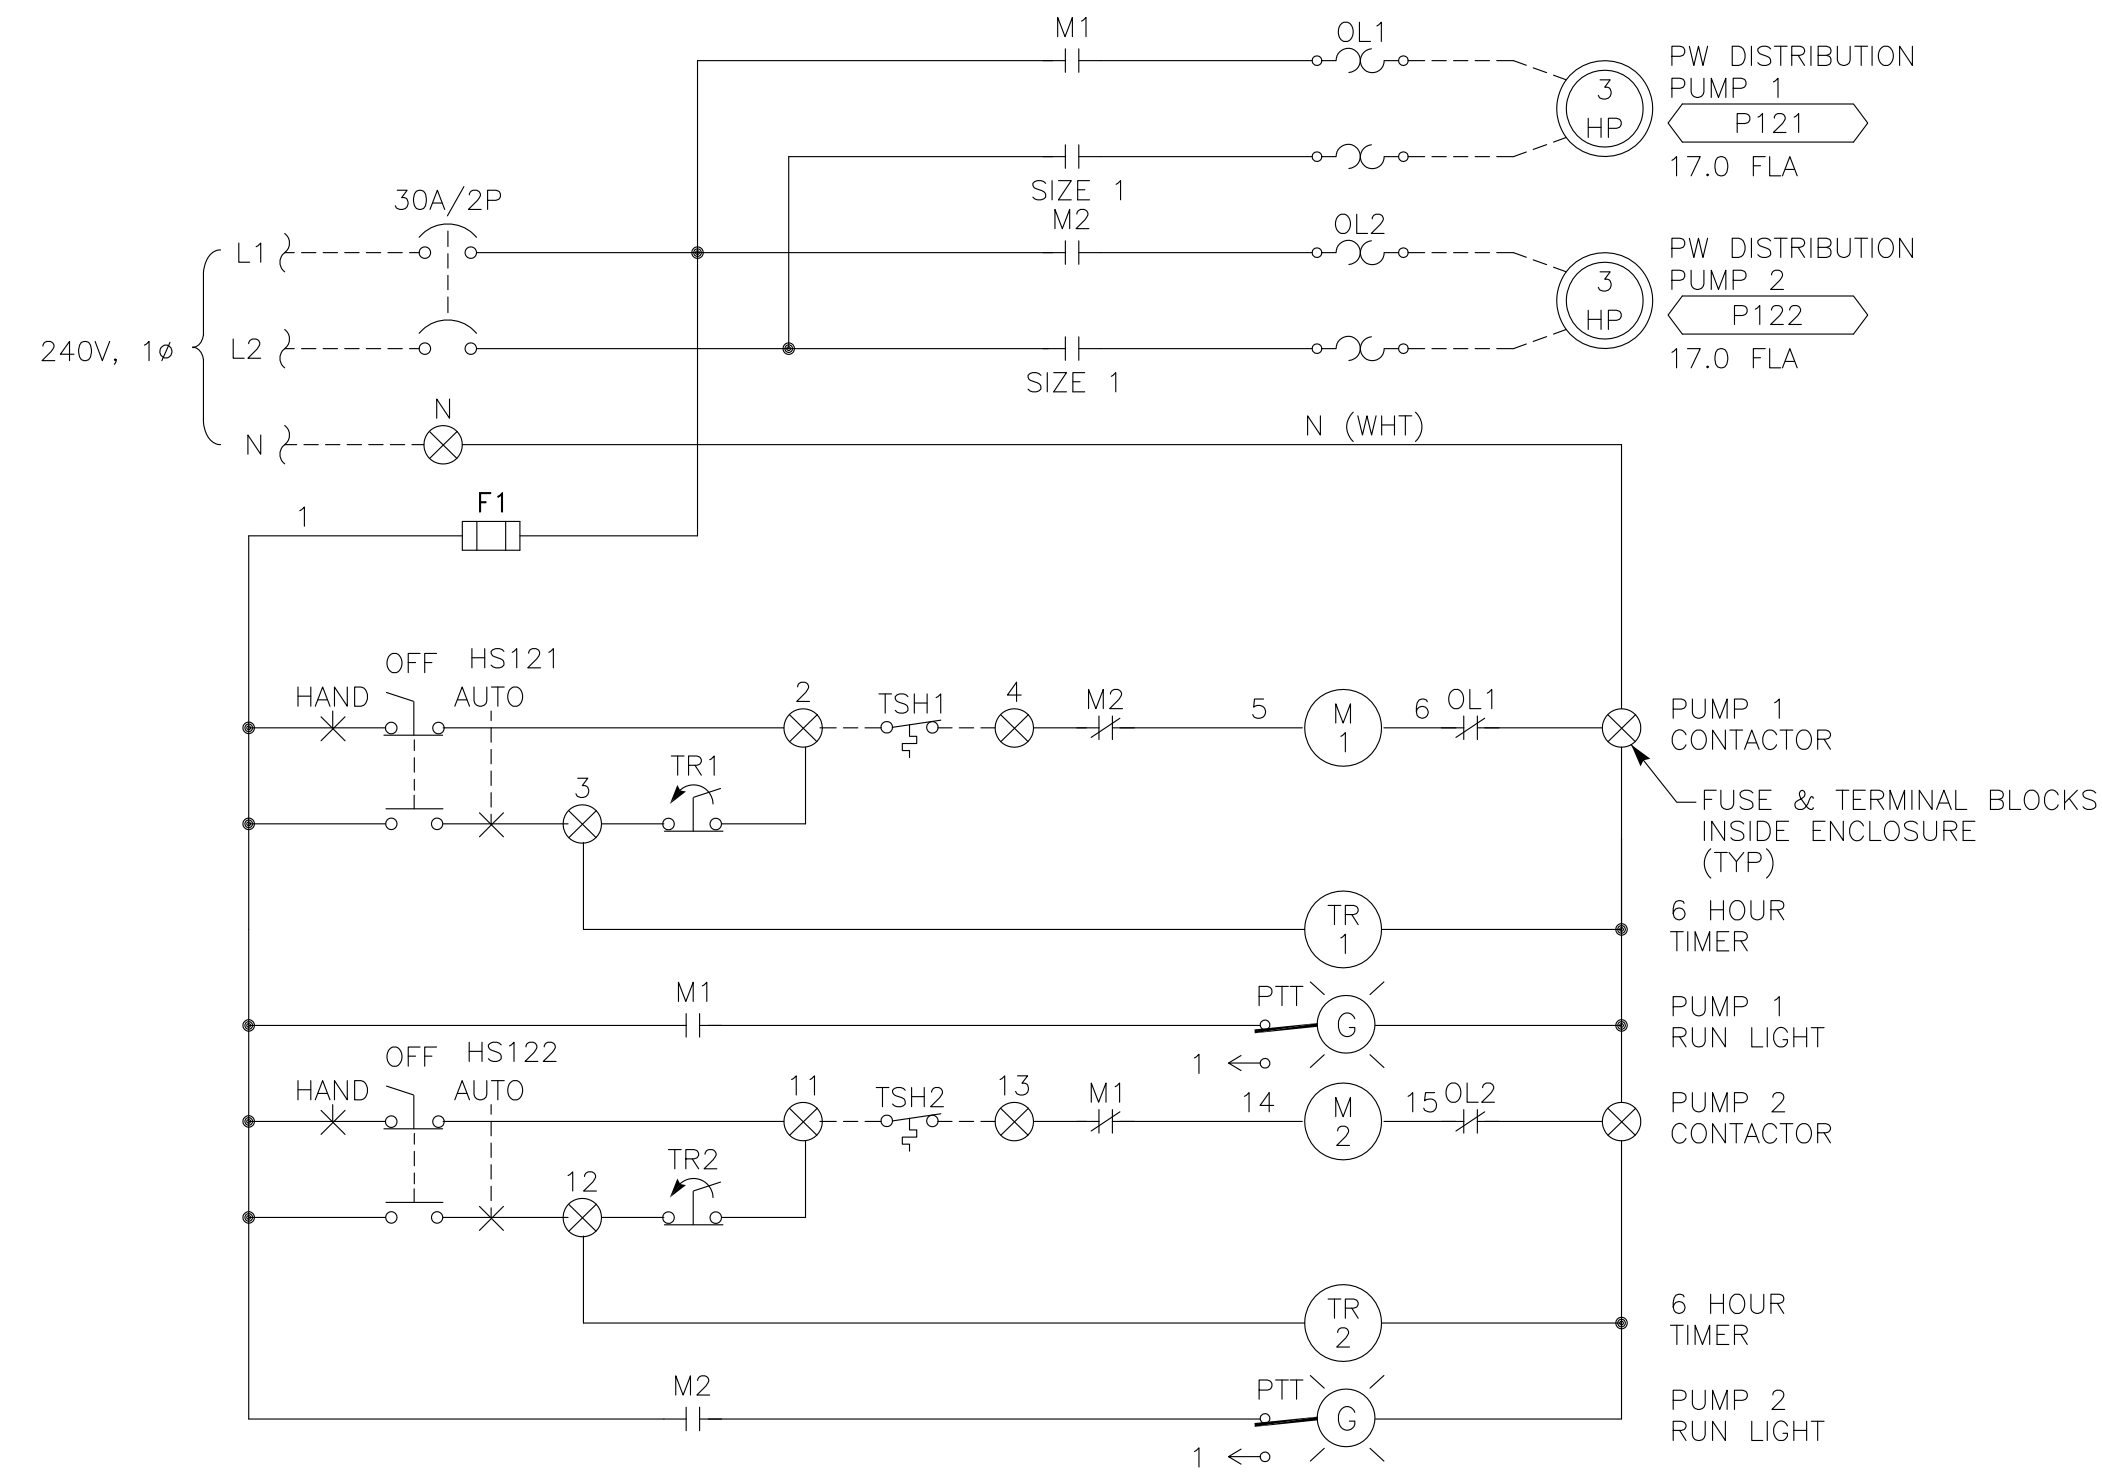 M1
OL1
PW DISTRIBUTION
PUMP 1
3
HP
P121
17.0 FLA
SIZE 1
30A/2P
M2
OL2
PW DISTRIBUTION
PUMP 2
3
HP
P122
17.0 FLA
L1
240V, 1ø
L2
SIZE 1
N
N
N (WHT)
F1
1
OFF
HS121
HAND
AUTO
2
TSH1
4
M2
5
M
1
6
OL1
PUMP 1
CONTACTOR
3
TR1
FUSE & TERMINAL BLOCKS
INSIDE ENCLOSURE
(TYP)
TR
1
6 HOUR
TIMER
M1
PTT
G
1
PUMP 1
RUN LIGHT
OFF
HS122
HAND
AUTO
11
TSH2
13
M1
14
M
2
15
OL2
PUMP 2
CONTACTOR
12
TR2
TR
2
6 HOUR
TIMER
M2
PTT
G
1
PUMP 2
RUN LIGHT